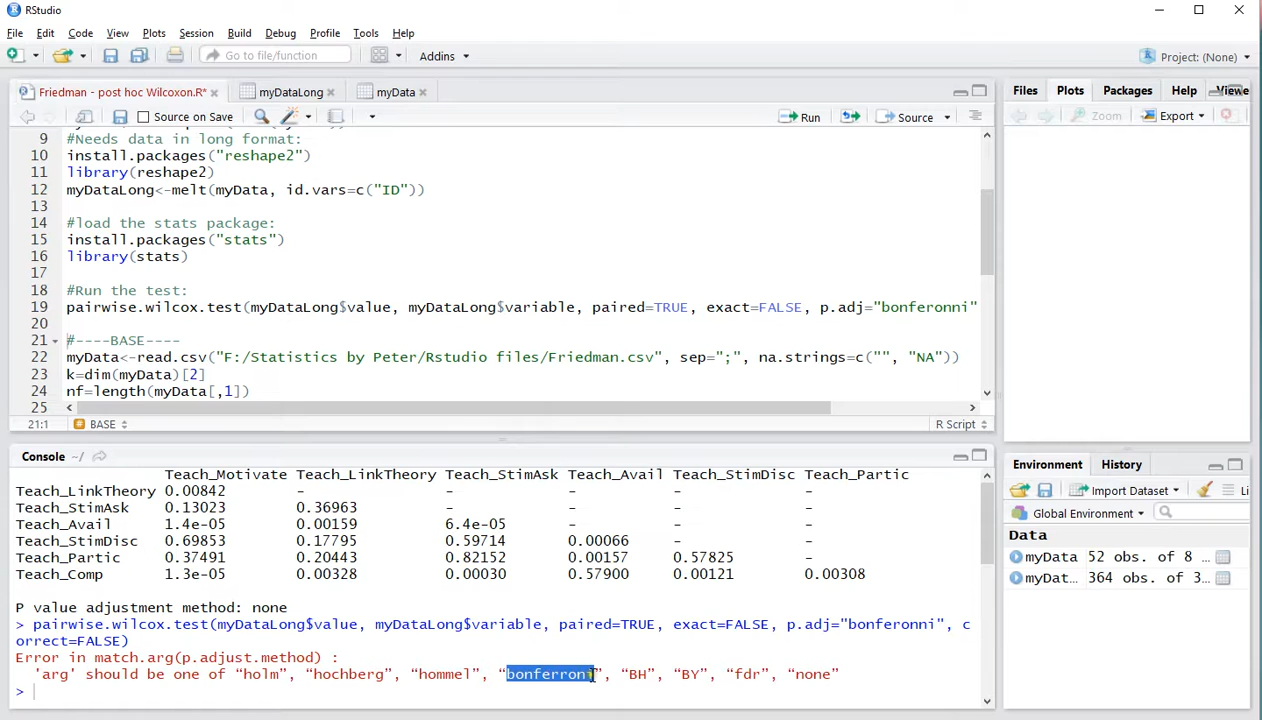 RStudio
File Edit Code View Plots Session Build Debug Profile Tools Help
Go to file/function Addins Project: (None)
Friedman - post hoc Wilcoxon.R* myDataLong myData
Source on Save Run Source
9 #Needs data in long format:
10 install.packages("reshape2")
11 library(reshape2)
12 myDataLong<-melt(myData, id.vars=c("ID"))
13
14 #load the stats package:
15 install.packages("stats")
16 library(stats)
17
18 #Run the test:
19 pairwise.wilcox.test(myDataLong$value, myDataLong$variable, paired=TRUE, exact=FALSE, p.adj="bonferonni"
20
21 #----BASE----
22 myData<-read.csv("F:/Statistics by Peter/Rstudio files/Friedman.csv", sep=";", na.strings=c("", "NA"))
23 k=dim(myData)[2]
24 nf=length(myData[,1])
25
21:1 BASE R Script
Console ~/
Teach_Motivate Teach_LinkTheory Teach_StimAsk Teach_Avail Teach_StimDisc Teach_Partic
Teach_LinkTheory 0.00842 - - - - -
Teach_StimAsk 0.13023 0.36963 - - - -
Teach_Avail 1.4e-05 0.00159 6.4e-05 - - -
Teach_StimDisc 0.69853 0.17795 0.59714 0.00066 - -
Teach_Partic 0.37491 0.20443 0.82152 0.00157 0.57825 -
Teach_Comp 1.3e-05 0.00328 0.00030 0.57900 0.00121 0.00308
P value adjustment method: none
> pairwise.wilcox.test(myDataLong$value, myDataLong$variable, paired=TRUE, exact=FALSE, p.adj="bonferonni", c
orrect=FALSE)
Error in match.arg(p.adjust.method) :
'arg' should be one of “holm”, “hochberg”, “hommel”, “bonferroni”, “BH”, “BY”, “fdr”, “none”
>
Files Plots Packages Help Viewe
Zoom Export
Environment History
Import Dataset Li
Global Environment
Data
myData 52 obs. of 8 ...
myDat... 364 obs. of 3...